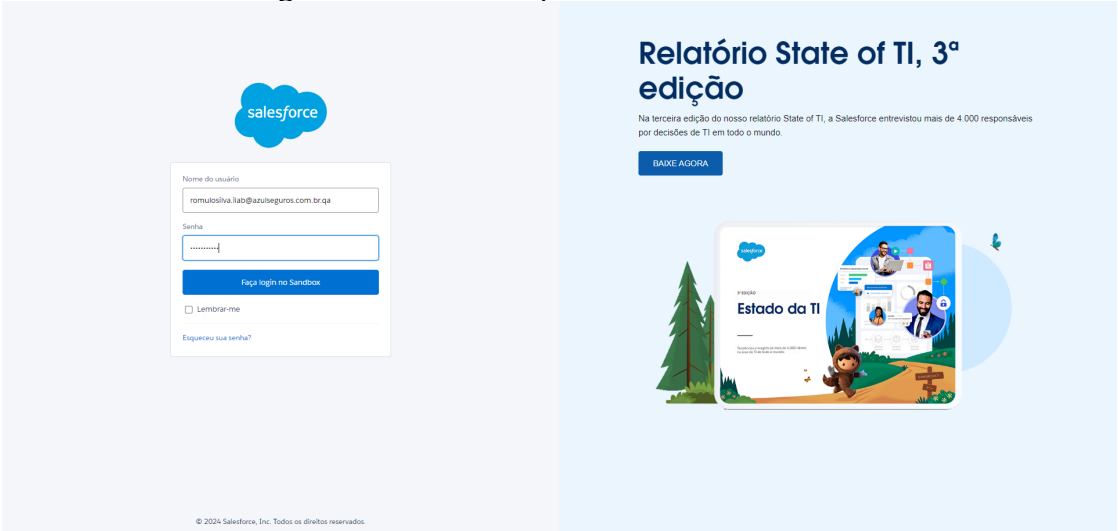 salesforce
Nome do usuário
romulosilva.liab@azulseguros.com.br.qa
Senha
Faça login no Sandbox
Lembrar-me
Esqueceu sua senha?
© 2024 Salesforce, Inc. Todos os direitos reservados.
Relatório State of TI, 3ª
edição
Na terceira edição do nosso relatório State of TI, a Salesforce entrevistou mais de 4.000 responsáveis
por decisões de TI em todo o mundo.
BAIXE AGORA
salesforce
3ª EDIÇÃO
Estado da TI